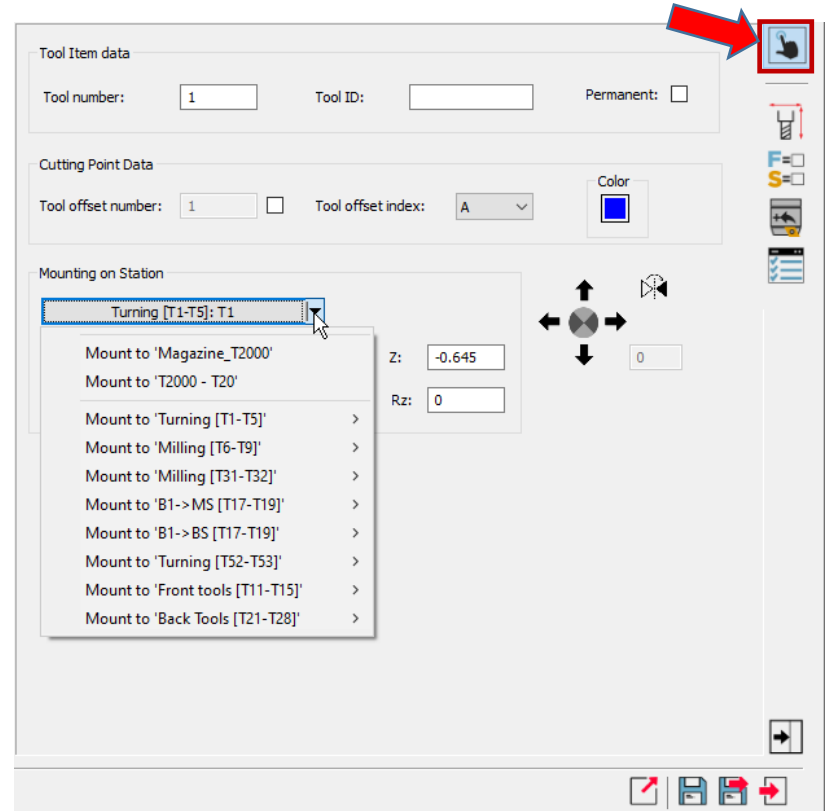 Tool Item data
Tool number: 1 Tool ID: Permanent:
Cutting Point Data
Tool offset number: 1 Tool offset index: A Color
Mounting on Station
Turning [T1-T5]: T1
Mount to 'Magazine_T2000'
Mount to 'T2000 - T20'
Z: -0.645
0
Rz: 0
Mount to 'Turning [T1-T5]'
Mount to 'Milling [T6-T9]'
Mount to 'Milling [T31-T32]'
Mount to 'B1->MS [T17-T19]'
Mount to 'B1->BS [T17-T19]'
Mount to 'Turning [T52-T53]'
Mount to 'Front tools [T11-T15]'
Mount to 'Back Tools [T21-T28]'
F=
S=